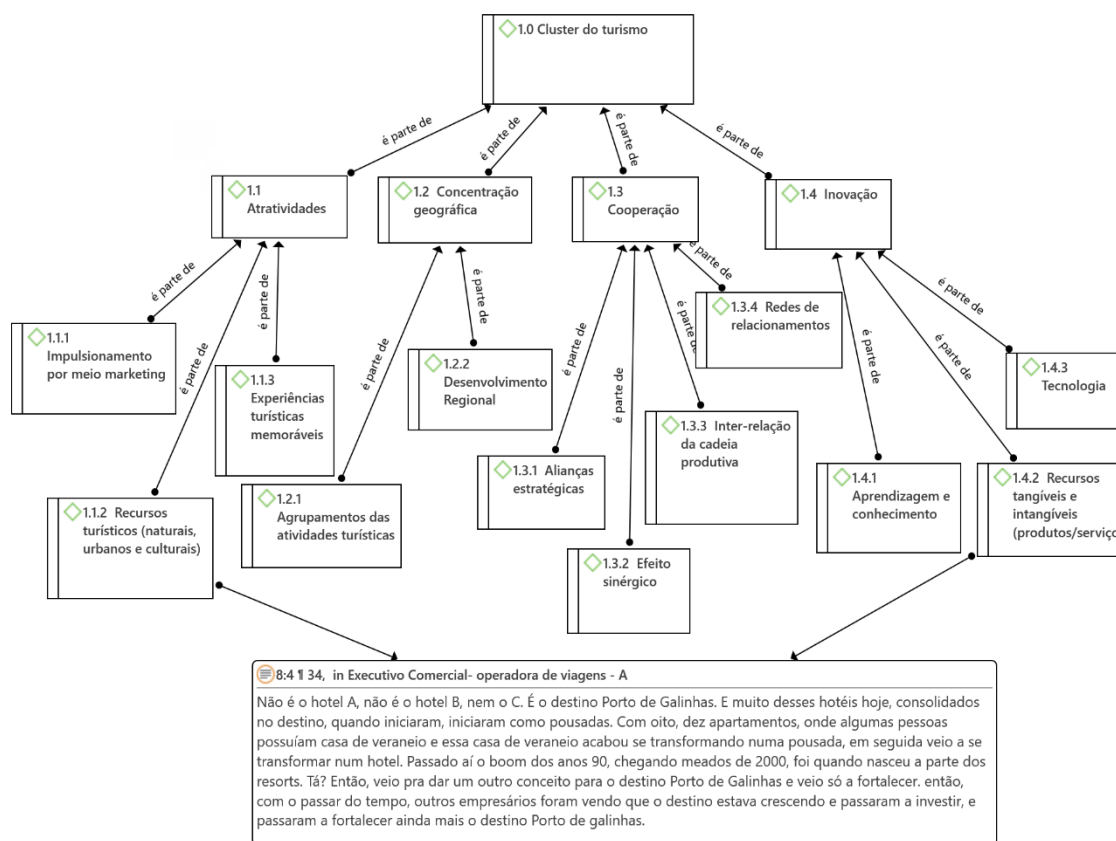 1.0 Cluster do turismo
é parte de
é parte de
é parte de
é parte de
1.1
Atratividades
1.2 Concentração
geográfica
1.3
Cooperação
1.4 Inovação
é parte de
é parte de
é parte de
é parte de
é parte de
é parte de
é parte de
é parte de
é parte de
é parte de
é parte de
é parte de
1.1.1
Impulsionamento
por meio marketing
1.1.3
Experiências
turísticas
memoráveis
1.2.2
Desenvolvimento
Regional
1.3.4 Redes de
relacionamentos
1.4.3
Tecnologia
1.1.2 Recursos
turísticos (naturais,
urbanos e culturais)
1.2.1
Agrupamentos das
atividades turísticas
1.3.1 Alianças
estratégicas
1.3.3 Inter-relação
da cadeia
produtiva
1.3.2 Efeito
sinérgico
1.4.1
Aprendizagem e
conhecimento
1.4.2 Recursos
tangíveis e
intangíveis
(produtos/serviço
8:4 ¶ 34, in Executivo Comercial- operadora de viagens - A
Não é o hotel A, não é o hotel B, nem o C. É o destino Porto de Galinhas. E muito desses hotéis hoje, consolidados
no destino, quando iniciaram, iniciaram como pousadas. Com oito, dez apartamentos, onde algumas pessoas
possuíam casa de veraneio e essa casa de veraneio acabou se transformando numa pousada, em seguida veio a se
transformar num hotel. Passado aí o boom dos anos 90, chegando meados de 2000, foi quando nasceu a parte dos
resorts. Tá? Então, veio pra dar um outro conceito para o destino Porto de Galinhas e veio só a fortalecer. então,
com o passar do tempo, outros empresários foram vendo que o destino estava crescendo e passaram a investir, e
passaram a fortalecer ainda mais o destino Porto de galinhas.